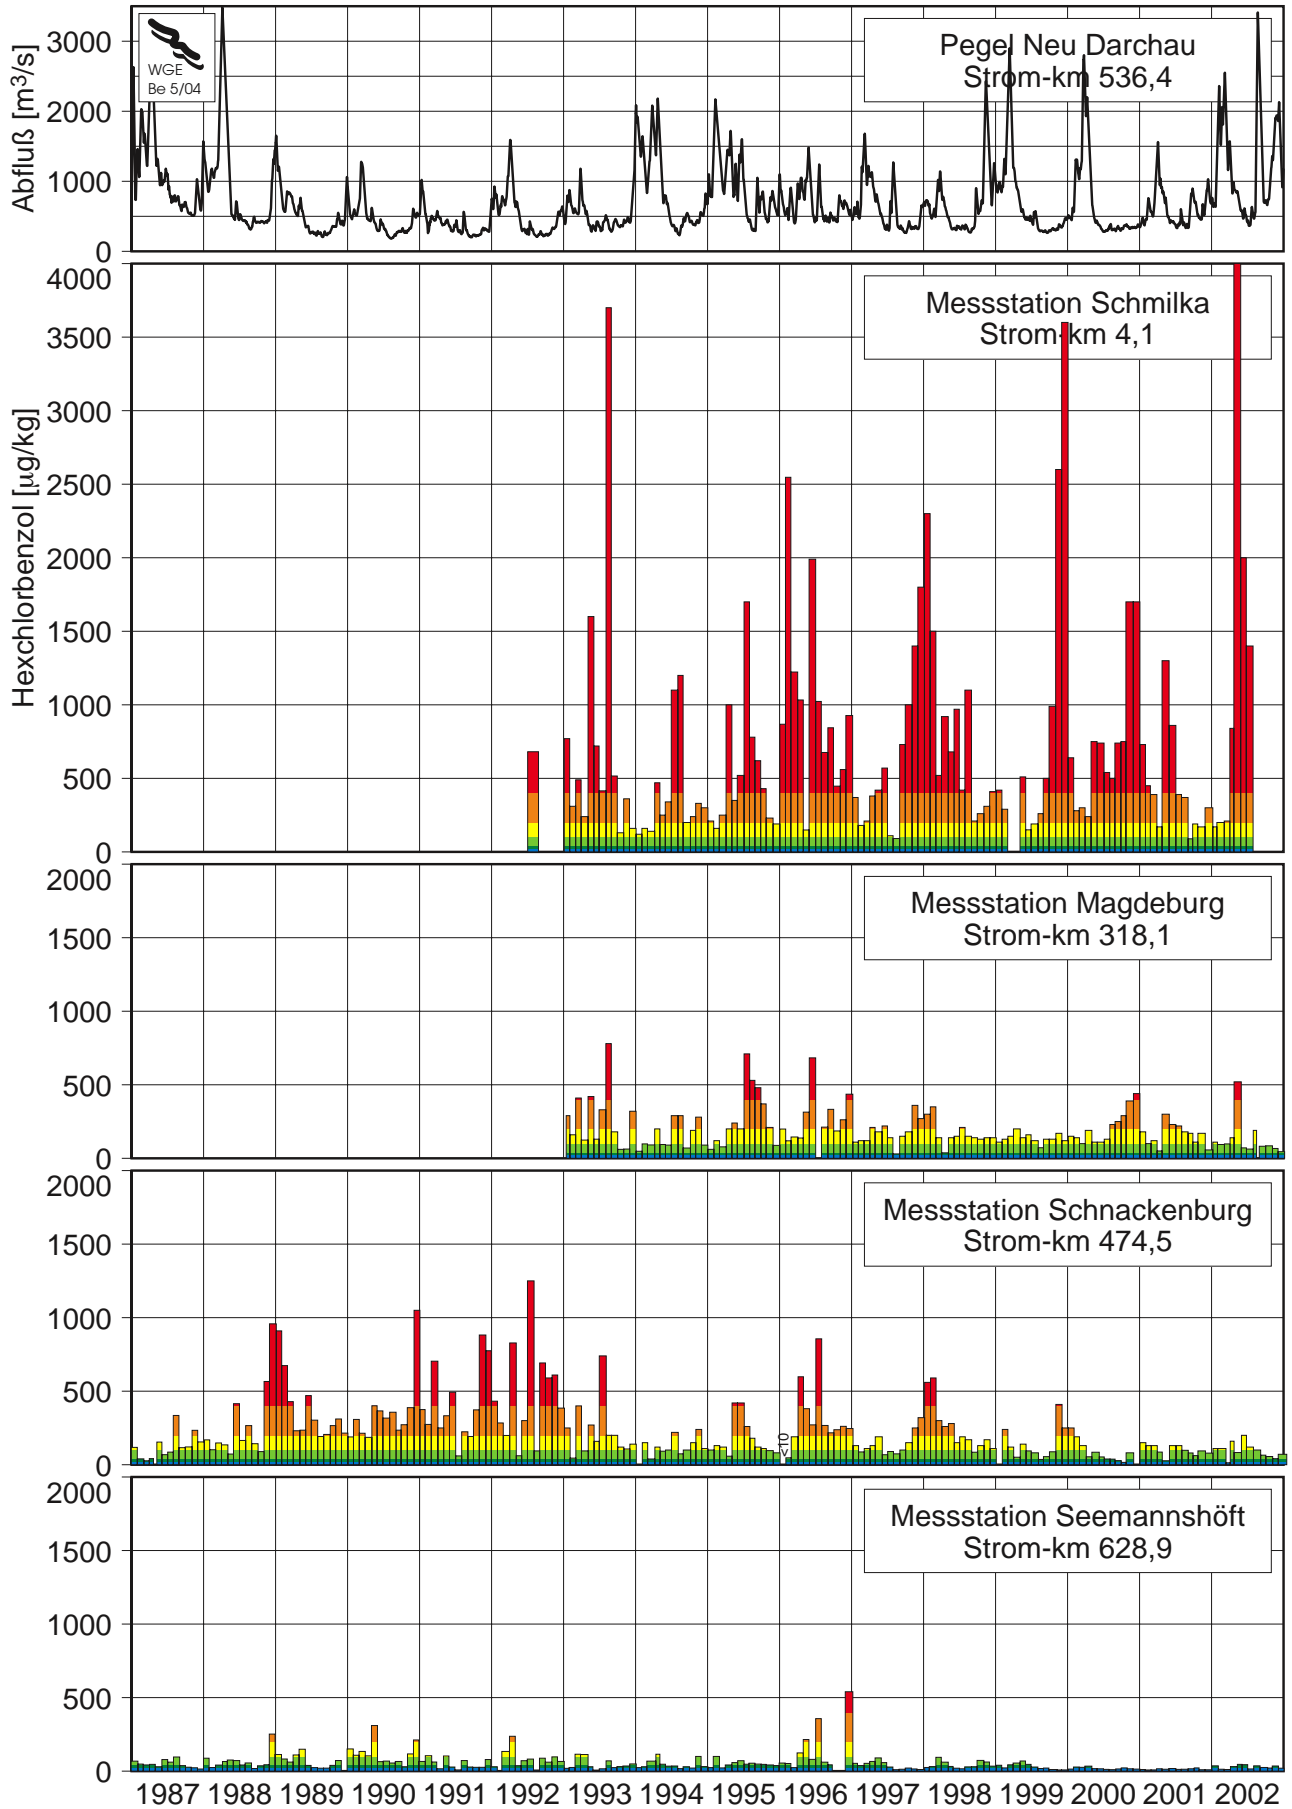 Abfluß [m³/s]
3000
2000
1000
0
WGE
Be 5/04
Pegel Neu Darchau
Strom-km 536,4
Hexchlorbenzol [µg/kg]
4000
3500
3000
2500
2000
1500
1000
500
0
Messstation Schmilka
Strom-km 4,1
2000
1500
1000
500
0
Messstation Magdeburg
Strom-km 318,1
2000
1500
1000
500
0
Messstation Schnackenburg
Strom-km 474,5
<10
2000
1500
1000
500
0
Messstation Seemannshöft
Strom-km 628,9
1987 1988 1989 1990 1991 1992 1993 1994 1995 1996 1997 1998 1999 2000 2001 2002